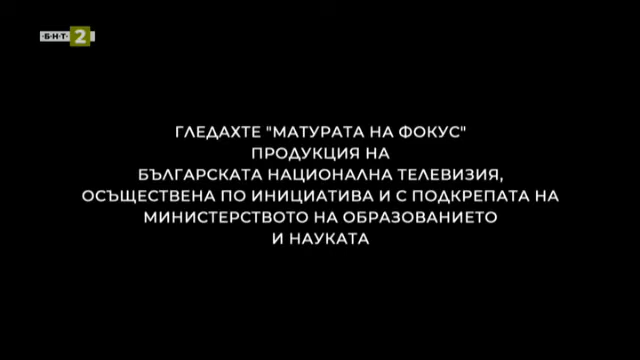 БНТ 2
ГЛЕДАХТЕ "МАТУРАТА НА ФОКУС"
ПРОДУКЦИЯ НА
БЪЛГАРСКАТА НАЦИОНАЛНА ТЕЛЕВИЗИЯ,
ОСЪЩЕСТВЕНА ПО ИНИЦИАТИВА И С ПОДКРЕПАТА НА
МИНИСТЕРСТВОТО НА ОБРАЗОВАНИЕТО
И НАУКАТА